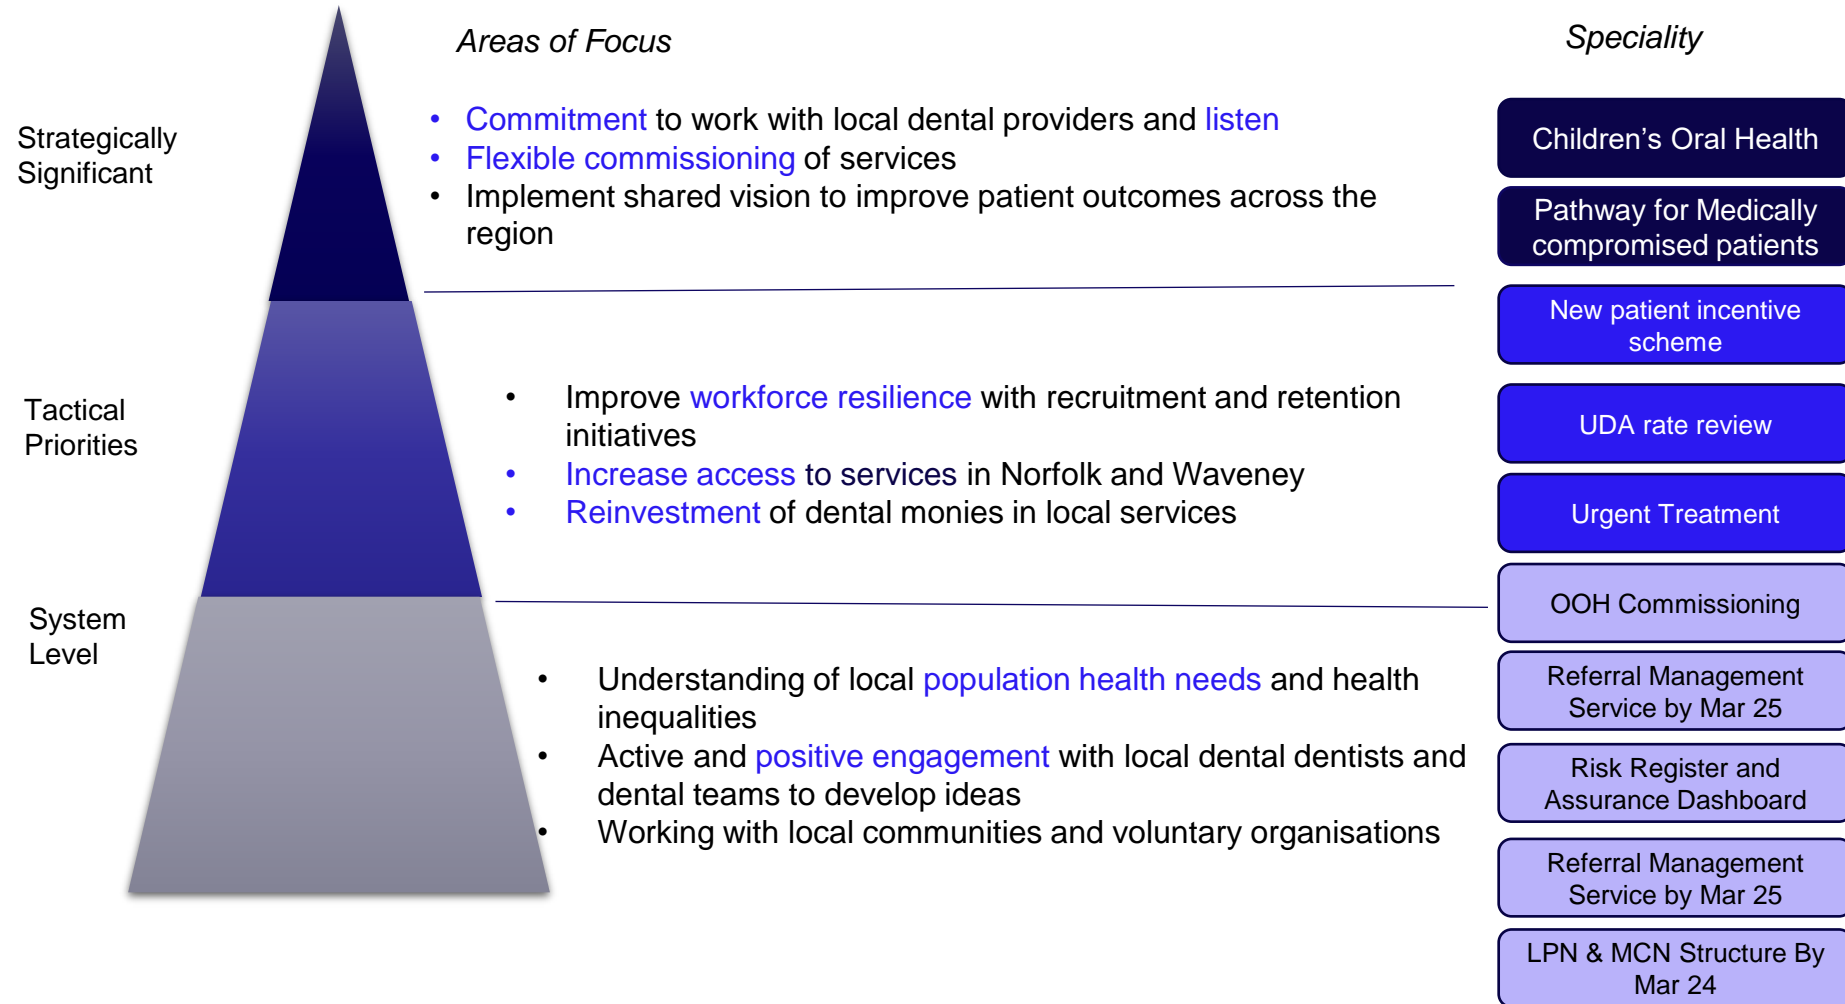 Areas of Focus
Speciality
Strategically
Significant
• Commitment to work with local dental providers and listen
• Flexible commissioning of services
• Implement shared vision to improve patient outcomes across the
region
Children's Oral Health
Pathway for Medically
compromised patients
Tactical
Priorities
• Improve workforce resilience with recruitment and retention
initiatives
• Increase access to services in Norfolk and Waveney
• Reinvestment of dental monies in local services
New patient incentive
scheme
UDA rate review
Urgent Treatment
System
Level
• Understanding of local population health needs and health
inequalities
• Active and positive engagement with local dental dentists and
dental teams to develop ideas
• Working with local communities and voluntary organisations
OOH Commissioning
Referral Management
Service by Mar 25
Risk Register and
Assurance Dashboard
Referral Management
Service by Mar 25
LPN & MCN Structure By
Mar 24